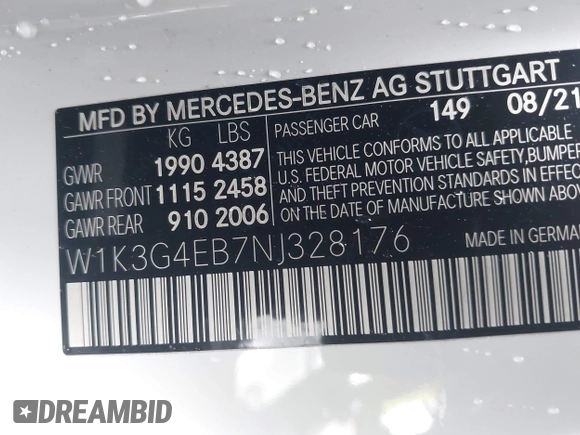 MFD BY MERCEDES-BENZ AG STUTTGART
KG LBS
GVWR 1990 4387
GAWR FRONT 1115 2458
GAWR REAR 910 2006
PASSENGER CAR 149 08/21
THIS VEHICLE CONFORMS TO ALL APPLICABLE
U.S. FEDERAL MOTOR VEHICLE SAFETY, BUMPER
AND THEFT PREVENTION STANDARDS IN EFFEC
ON THE DATE OF MANUFACTURE SHOWN ABOVE.
W1K3G4EB7NJ328176 MADE IN GERMAN
DREAMBID